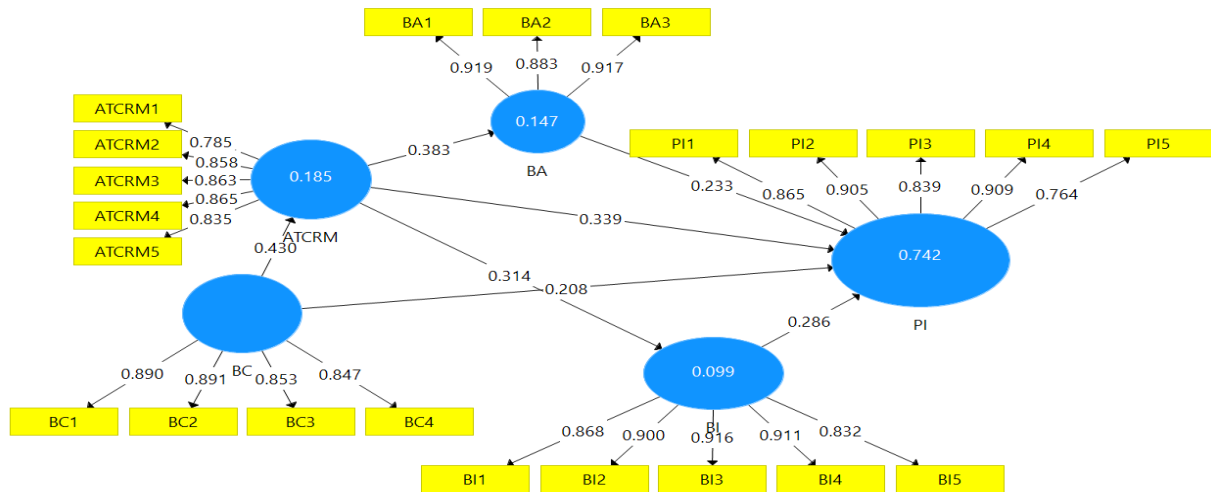 BA1 BA2 BA3
0.919 0.883 0.917
ATCRM1
ATCRM2
ATCRM3
ATCRM4
ATCRM5
0.785
0.858
0.863
0.865
0.835
0.185
ATCRM
0.383
0.147
BA
PI1 PI2 PI3 PI4 PI5
0.865 0.905 0.839 0.909 0.764
0.233
0.339
0.430
0.314
0.208
0.742
PI
0.286
BC
0.890 0.891 0.853 0.847
BC1 BC2 BC3 BC4
0.099
BI
0.868 0.900 0.916 0.911 0.832
BI1 BI2 BI3 BI4 BI5